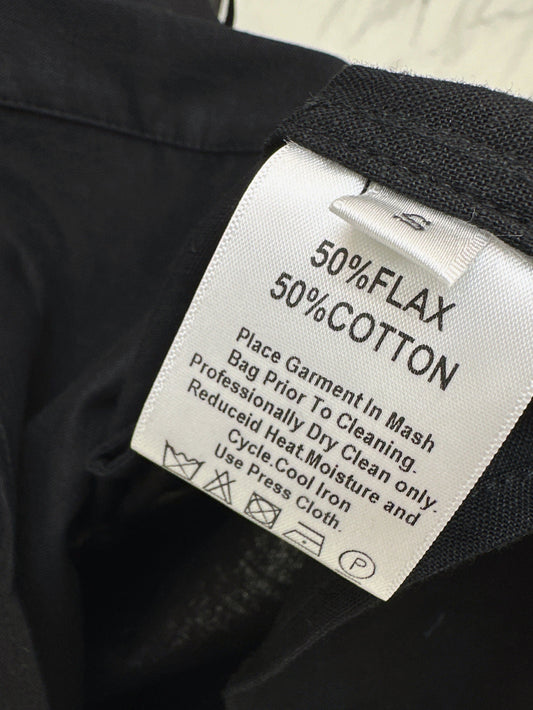 S
50%FLAX
50%COTTON
Place Garment In Mash
Bag Prior To Cleaning.
Professionally Dry Clean only.
Reduceid Heat.Moisture and
Cycle.Cool Iron
Use Press Cloth.
P